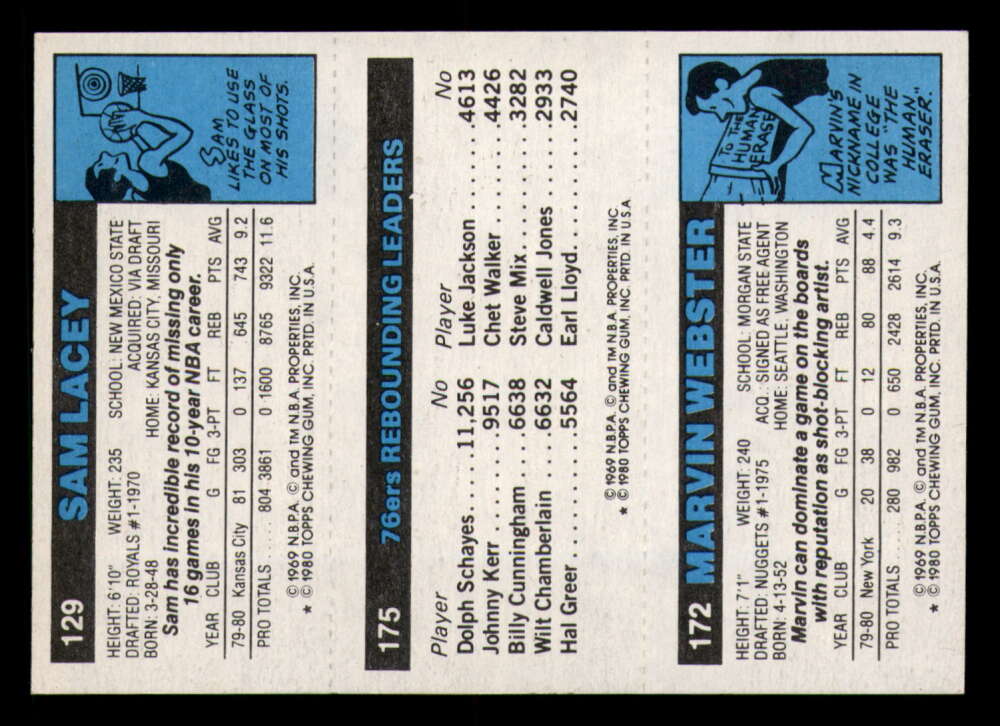 129 SAM LACEY
HEIGHT: 6'10" WEIGHT: 235 SCHOOL: NEW MEXICO STATE
DRAFTED: ROYALS #1-1970 ACQUIRED: VIA DRAFT
BORN: 3-28-48 HOME: KANSAS CITY, MISSOURI
Sam has incredible record of missing only
16 games in his 10-year NBA career.
YEAR CLUB G FG 3-PT FT REB PTS AVG
79-80 Kansas City 81 303 0 137 645 743 9.2
PRO TOTALS .... 804 3861 0 1600 8765 9322 11.6
© 1969 N.B.P.A. © and TM N.B.A. PROPERTIES, INC.
★ © 1980 TOPPS CHEWING GUM, INC. PRTD. IN U.S.A.
SAM
LIKES TO USE
THE GLASS
ON MOST OF
HIS SHOTS.
175 76ers REBOUNDING LEADERS
Player No Player No
Dolph Schayes.... 11,256 Luke Jackson .......4613
Johnny Kerr ........9517 Chet Walker ........4426
Billy Cunningham ...6638 Steve Mix..........3282
Wilt Chamberlain ...6632 Caldwell Jones .....2933
Hal Greer...........5564 Earl Lloyd..........2740
© 1969 N.B.P.A. © and TM N.B.A. PROPERTIES, INC.
★ © 1980 TOPPS CHEWING GUM, INC. PRTD. IN U.S.A
172 MARVIN WEBSTER
HEIGHT: 7'1" WEIGHT: 240 SCHOOL: MORGAN STATE
DRAFTED: NUGGETS #1-1975 ACQ.: SIGNED AS FREE AGENT
BORN: 4-13-52 HOME: SEATTLE, WASHINGTON
Marvin can dominate a game on the boards
with reputation as shot-blocking artist.
YEAR CLUB G FG 3-PT FT REB PTS AVG
79-80 New York 20 38 0 12 80 88 4.4
PRO TOTALS ..... 280 982 0 650 2428 2614 9.3
© 1969 N.B.P.A. © and TM N.B.A. PROPERTIES, INC.
★ © 1980 TOPPS CHEWING GUM, INC. PRTD. IN U.S.A.
TO THE
HUMAN
ERASER
MARVIN'S
NICKNAME IN
COLLEGE
WAS "THE
HUMAN
ERASER."